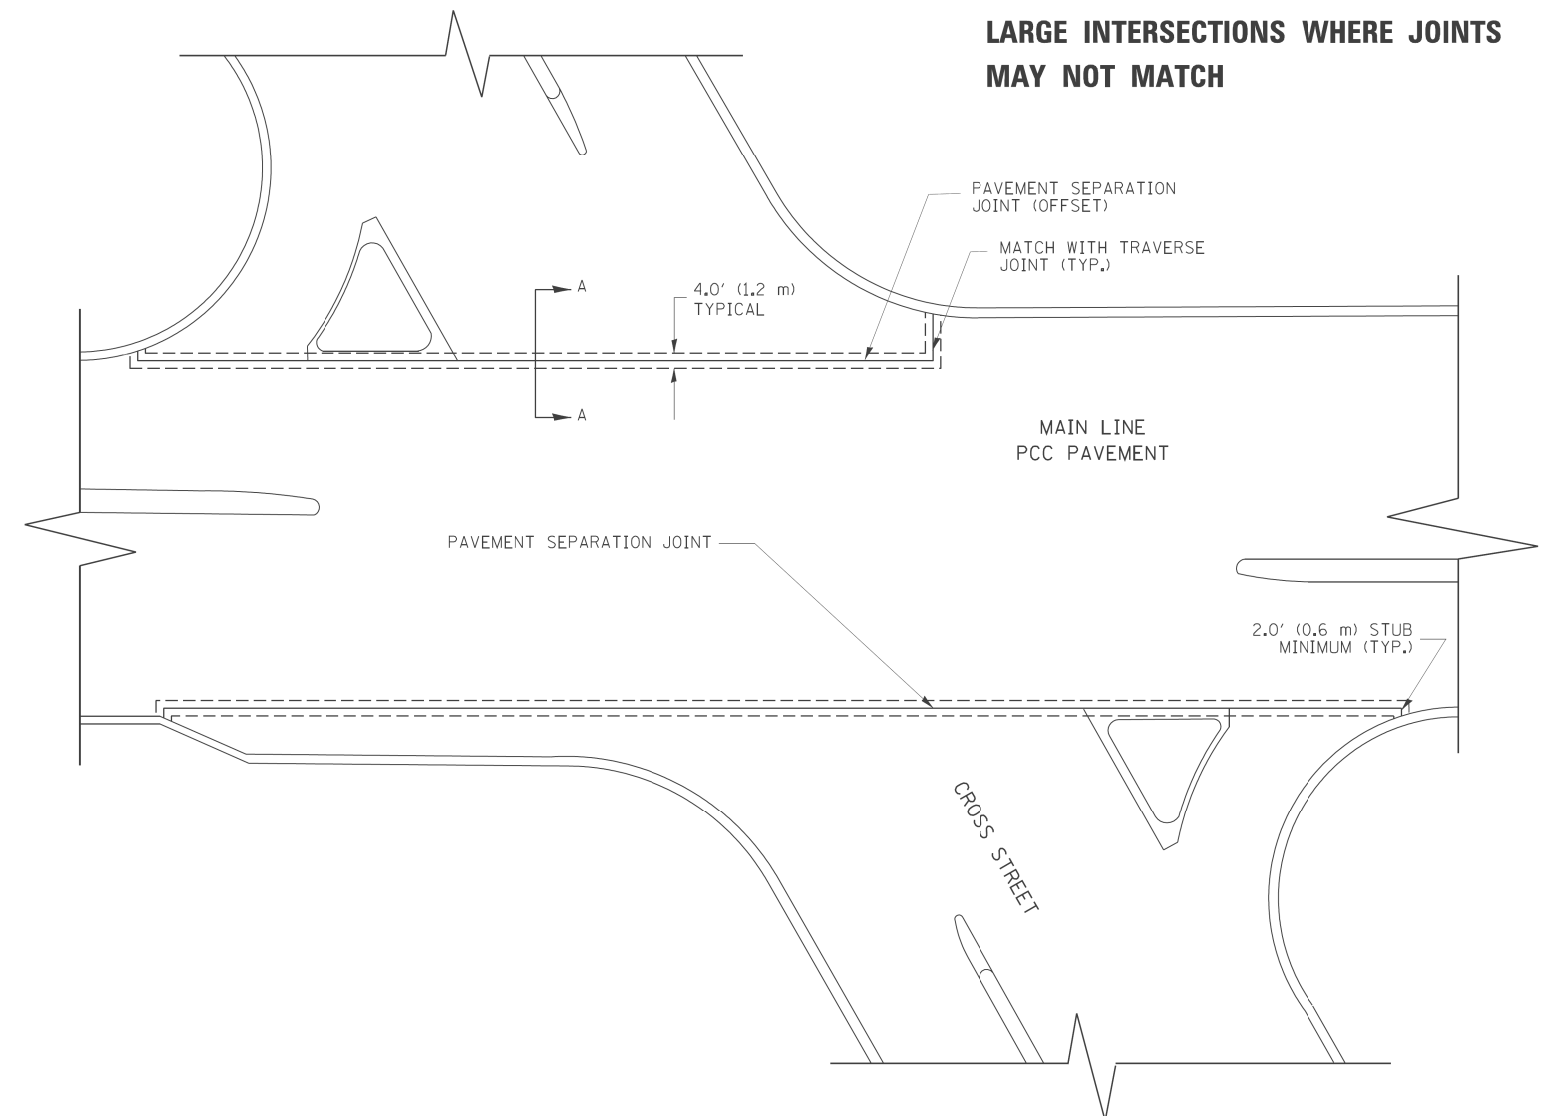 LARGE INTERSECTIONS WHERE JOINTS
MAY NOT MATCH
PAVEMENT SEPARATION
JOINT (OFFSET)
MATCH WITH TRAVERSE
JOINT (TYP.)
A
4.0' (1.2 m)
TYPICAL
A
MAIN LINE
PCC PAVEMENT
PAVEMENT SEPARATION JOINT
2.0' (0.6 m) STUB
MINIMUM (TYP.)
CROSS STREET